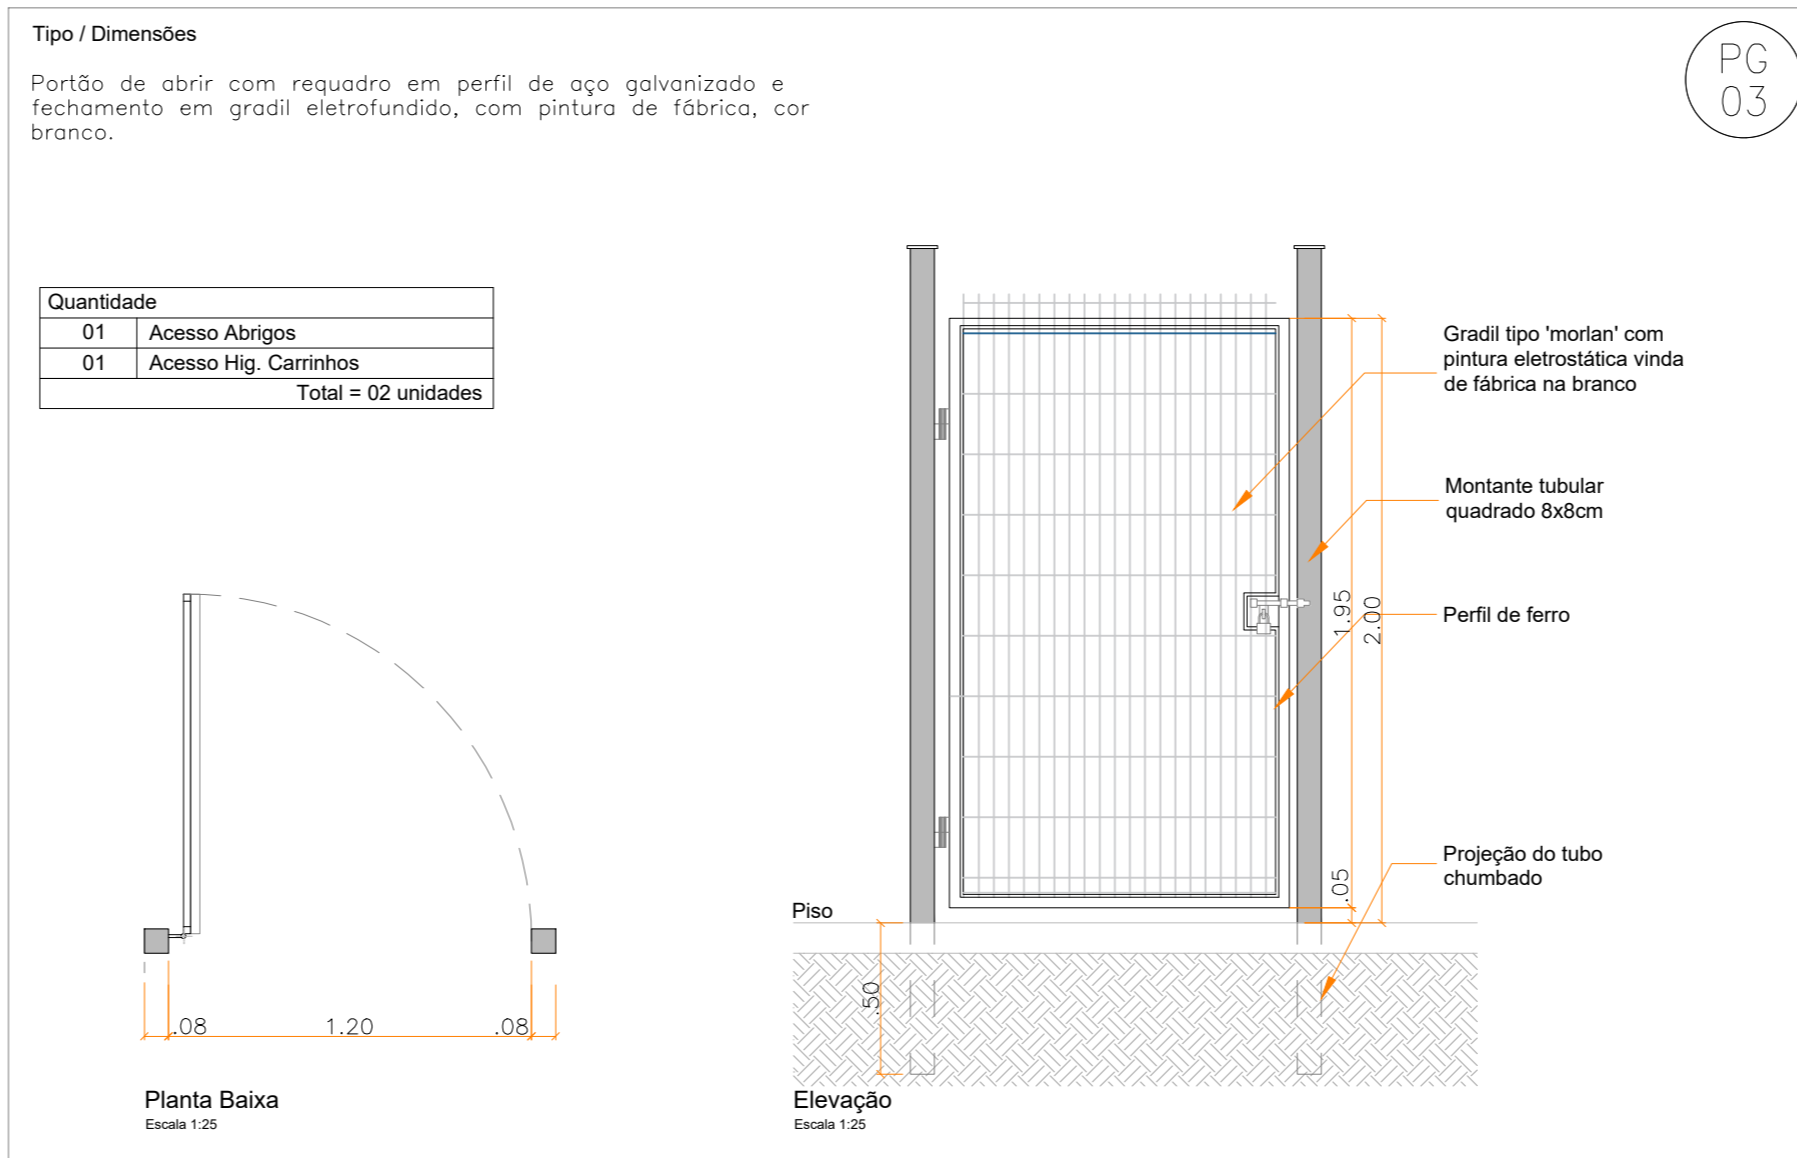 Tipo / Dimensões
PG
03
Portão de abrir com requadro em perfil de aço galvanizado e
fechamento em gradil eletrofundido, com pintura de fábrica, cor
branco.
Quantidade
01 Acesso Abrigos
01 Acesso Hig. Carrinhos
Total = 02 unidades
Gradil tipo 'morlan' com
pintura eletrostática vinda
de fábrica na branco
Montante tubular
quadrado 8x8cm
1.95
2.00
Perfil de ferro
.05
Projeção do tubo
chumbado
Piso
.50
.08 1.20 .08
Planta Baixa
Escala 1:25
Elevação
Escala 1:25